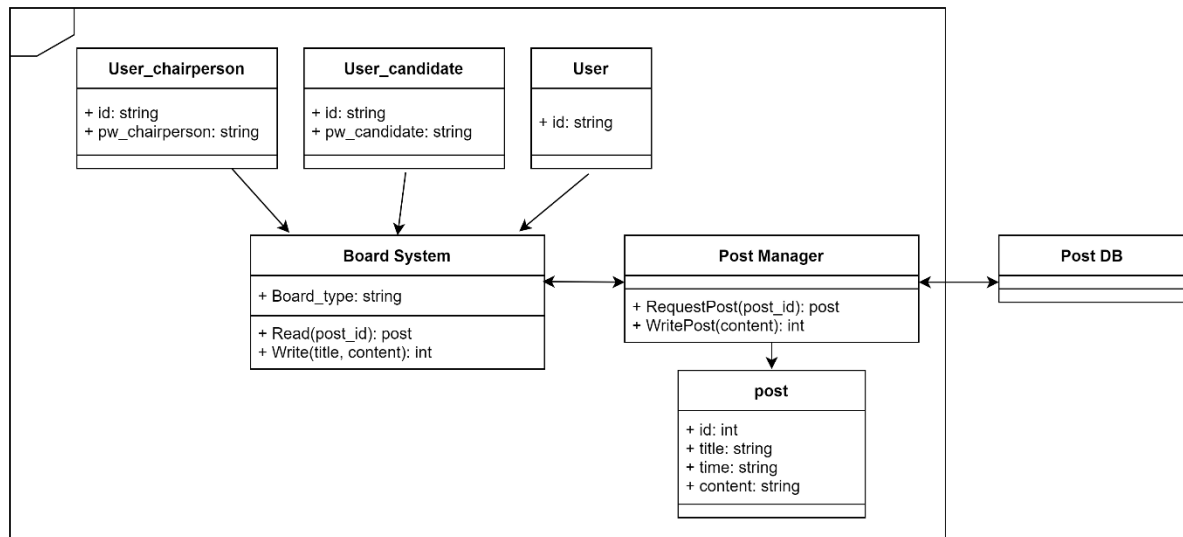 User_chairperson
+ id: string
+ pw_chairperson: string
User_candidate
+ id: string
+ pw_candidate: string
User
+ id: string
Board System
+ Board_type: string
+ Read(post_id): post
+ Write(title, content): int
Post Manager
+ RequestPost(post_id): post
+ WritePost(content): int
Post DB
post
+ id: int
+ title: string
+ time: string
+ content: string